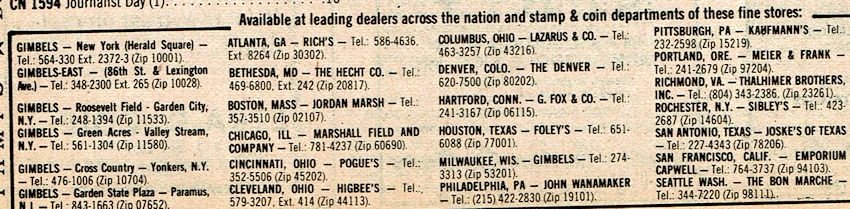 CN 1594 Journalist Day (1)
Available at leading dealers across the nation and stamp & coin departments of these fine stores:
GIMBELS — New York (Herald Square) —
Tel.: 564-330 Ext. 2372-3 (Zip 10001).
GIMBELS-EAST — (86th St. & Lexington
Ave.) — Tel.: 348-2300 Ext. 265 (Zip 10028).
GIMBELS — Roosevelt Field - Garden City,
N.Y. — Tel.: 248-1394 (Zip 11533).
GIMBELS — Green Acres - Valley Stream,
N.Y. — Tel.: 561-1304 (Zip 11580).
GIMBELS — Cross Country — Yonkers, N.Y.
— Tel.: 476-1006 (Zip 10704).
GIMBELS — Garden State Plaza — Paramus,
N.J. Tel.: 843-1663 (Zip 07652).
ATLANTA, GA — RICH'S — Tel.: 586-4636,
Ext. 8264 (Zip 30302).
BETHESDA, MD — THE HECHT CO. — Tel.:
469-6800, Ext. 242 (Zip 20817).
BOSTON, MASS — JORDAN MARSH — Tel.:
357-3510 (Zip 02107).
CHICAGO, ILL — MARSHALL FIELD AND
COMPANY — Tel.: 781-4237 (Zip 60690).
CINCINNATI, OHIO — POGUE'S — Tel.:
352-5506 (Zip 45202).
CLEVELAND, OHIO — HIGBEE'S — Tel.:
579-3207, Ext. 414 (Zip 44113).
COLUMBUS, OHIO — LAZARUS & CO. — Tel.:
463-3257 (Zip 43216).
DENVER, COLO. — THE DENVER — Tel.:
620-7500 (Zip 80202).
HARTFORD, CONN. — G. FOX & CO. — Tel.:
241-3167 (Zip 06115).
HOUSTON, TEXAS — FOLEY'S — Tel.: 651-
6088 (Zip 77001).
MILWAUKEE, WIS. — GIMBELS — Tel.: 274-
3313 (Zip 53201).
PHILADELPHIA, PA — JOHN WANAMAKER
— Tel.: (215) 422-2830 (Zip 19101).
PITTSBURGH, PA — KAUFMANN'S — Tel.:
232-2598 (Zip 15219).
PORTLAND, ORE. — MEIER & FRANK —
Tel.: 241-2679 (Zip 97204).
RICHMOND, VA. — THALHIMER BROTHERS,
INC. — Tel.: (804) 343-2386. (Zip 23261).
ROCHESTER, N.Y. — SIBLEY'S — Tel.: 423-
2687 (Zip 14604).
SAN ANTONIO, TEXAS — JOSKE'S OF TEXAS
— Tel.: 227-4343 (Zip 78206).
SAN FRANCISCO, CALIF. — EMPORIUM
CAPWELL — Tel.: 764-3737 (Zip 94103).
SEATTLE WASH. — THE BON MARCHE —
Tel.: 344-7220 (Zip 98111).